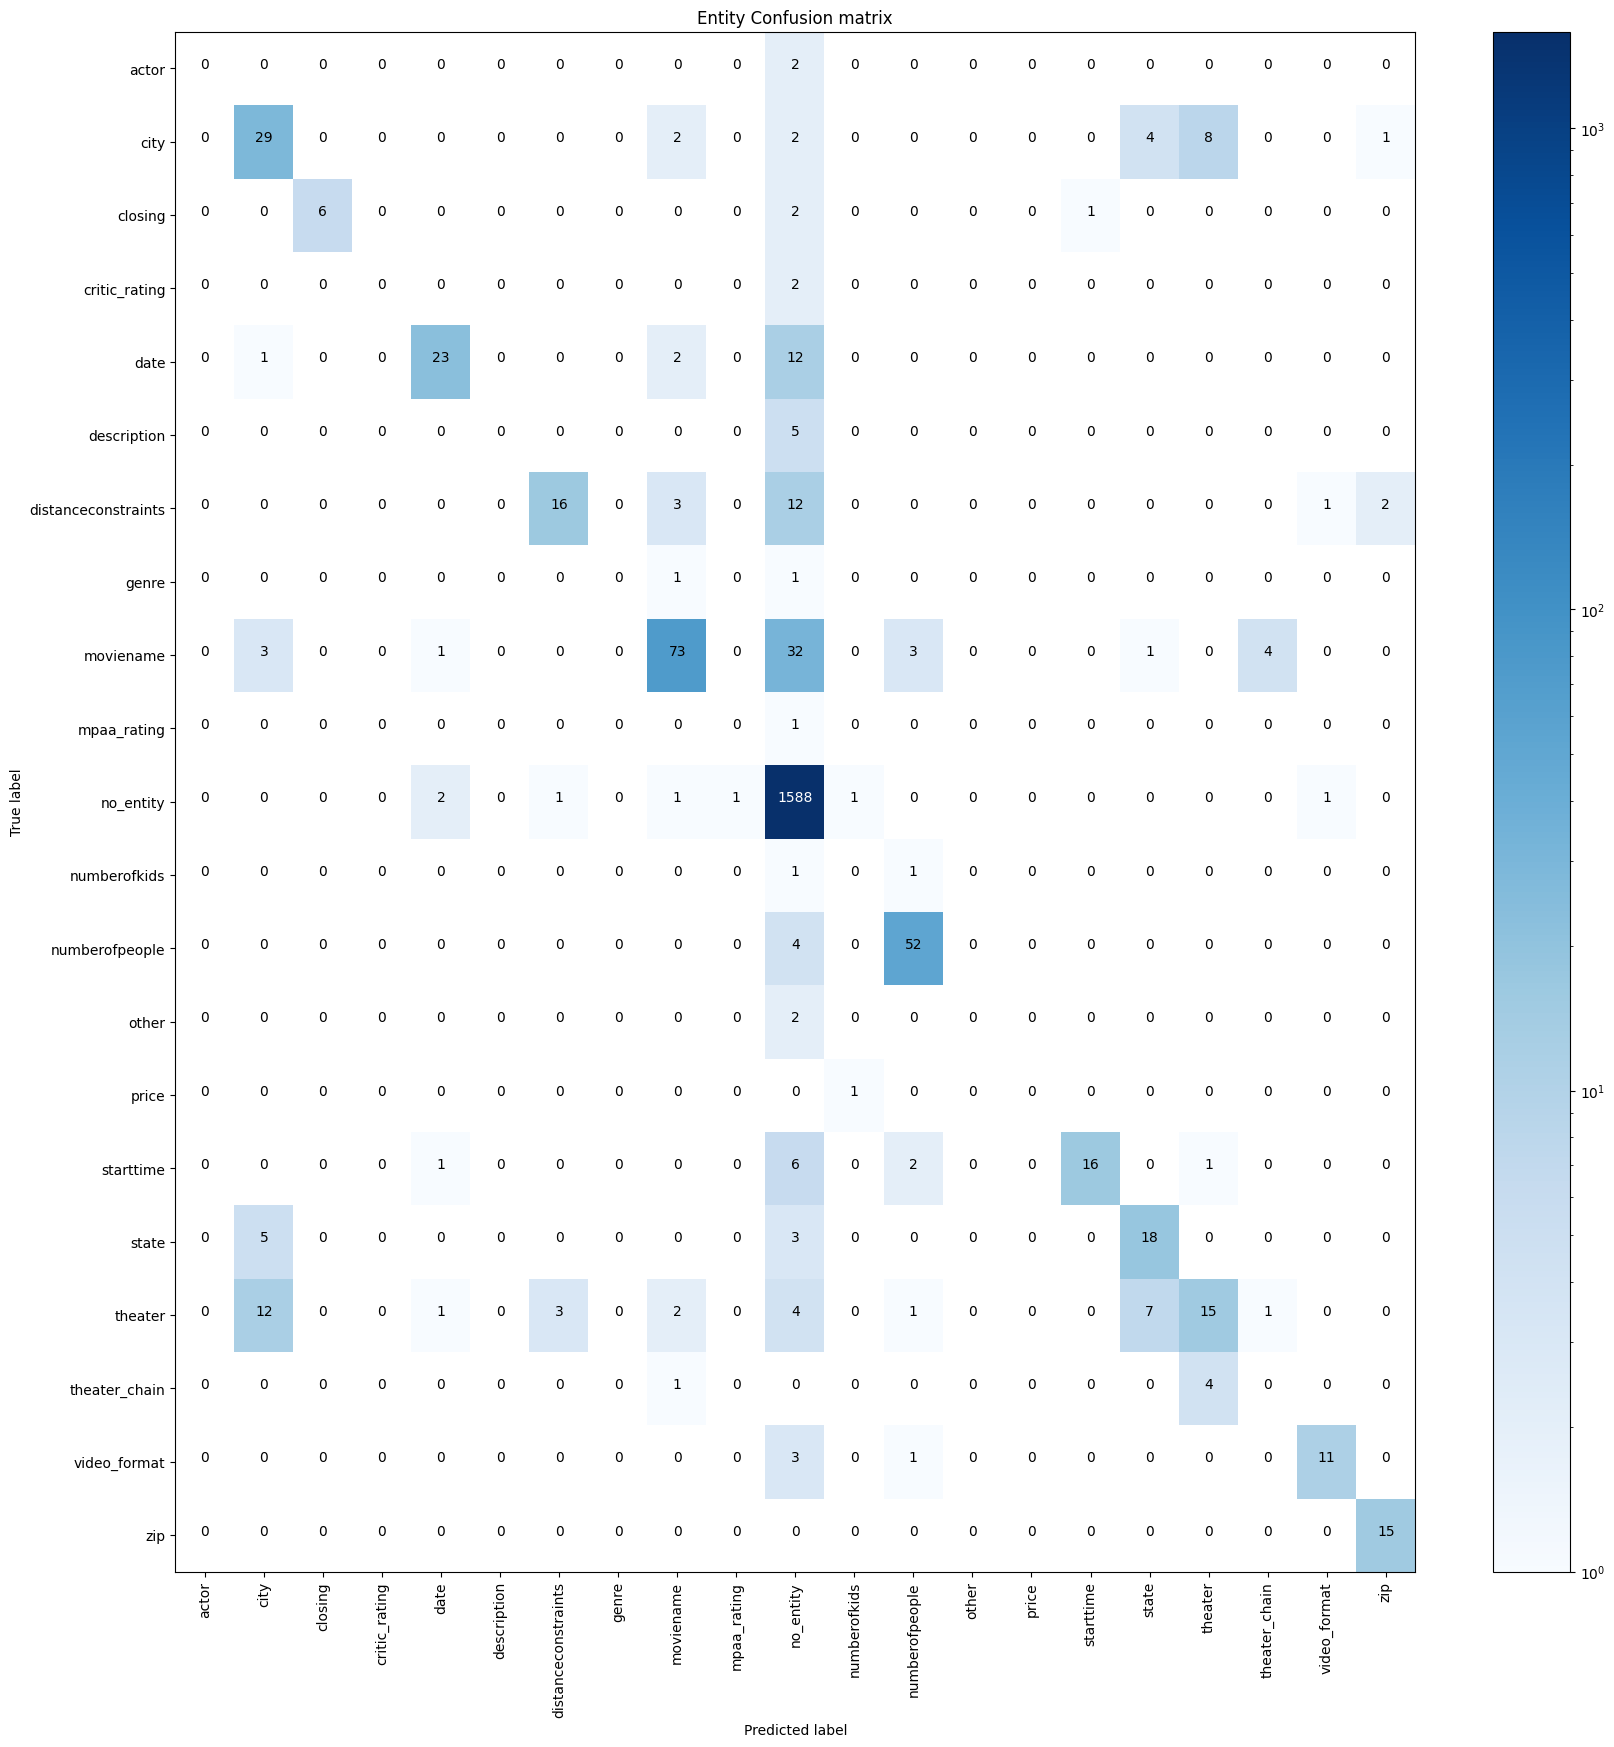 Entity Confusion matrix
actor 0 0 0 0 0 0 0 0 0 0 2 0 0 0 0 0 0 0 0 0 0
city 0 29 0 0 0 0 0 0 2 0 2 0 0 0 0 0 4 8 0 0 1
closing 0 0 6 0 0 0 0 0 0 0 2 0 0 0 0 1 0 0 0 0 0
critic_rating 0 0 0 0 0 0 0 0 0 0 2 0 0 0 0 0 0 0 0 0 0
date 0 1 0 0 23 0 0 0 2 0 12 0 0 0 0 0 0 0 0 0 0
description 0 0 0 0 0 0 0 0 0 0 5 0 0 0 0 0 0 0 0 0 0
distanceconstraints 0 0 0 0 0 0 16 0 3 0 12 0 0 0 0 0 0 0 0 1 2
genre 0 0 0 0 0 0 0 0 1 0 1 0 0 0 0 0 0 0 0 0 0
moviename 0 3 0 0 1 0 0 0 73 0 32 0 3 0 0 0 1 0 4 0 0
mpaa_rating 0 0 0 0 0 0 0 0 0 0 1 0 0 0 0 0 0 0 0 0 0
no_entity 0 0 0 0 2 0 1 0 1 1 1588 1 0 0 0 0 0 0 0 1 0
numberofkids 0 0 0 0 0 0 0 0 0 0 1 0 1 0 0 0 0 0 0 0 0
numberofpeople 0 0 0 0 0 0 0 0 0 0 4 0 52 0 0 0 0 0 0 0 0
other 0 0 0 0 0 0 0 0 0 0 2 0 0 0 0 0 0 0 0 0 0
price 0 0 0 0 0 0 0 0 0 0 0 1 0 0 0 0 0 0 0 0 0
starttime 0 0 0 0 1 0 0 0 0 0 6 0 2 0 0 16 0 1 0 0 0
state 0 5 0 0 0 0 0 0 0 0 3 0 0 0 0 0 18 0 0 0 0
theater 0 12 0 0 1 0 3 0 2 0 4 0 1 0 0 0 7 15 1 0 0
theater_chain 0 0 0 0 0 0 0 0 1 0 0 0 0 0 0 0 0 4 0 0 0
video_format 0 0 0 0 0 0 0 0 0 0 3 0 1 0 0 0 0 0 0 11 0
zip 0 0 0 0 0 0 0 0 0 0 0 0 0 0 0 0 0 0 0 0 15
True label
actor
city
closing
critic_rating
date
description
distanceconstraints
genre
moviename
mpaa_rating
no_entity
numberofkids
numberofpeople
other
price
starttime
state
theater
theater_chain
video_format
zip
Predicted label
10³
10²
10¹
10⁰